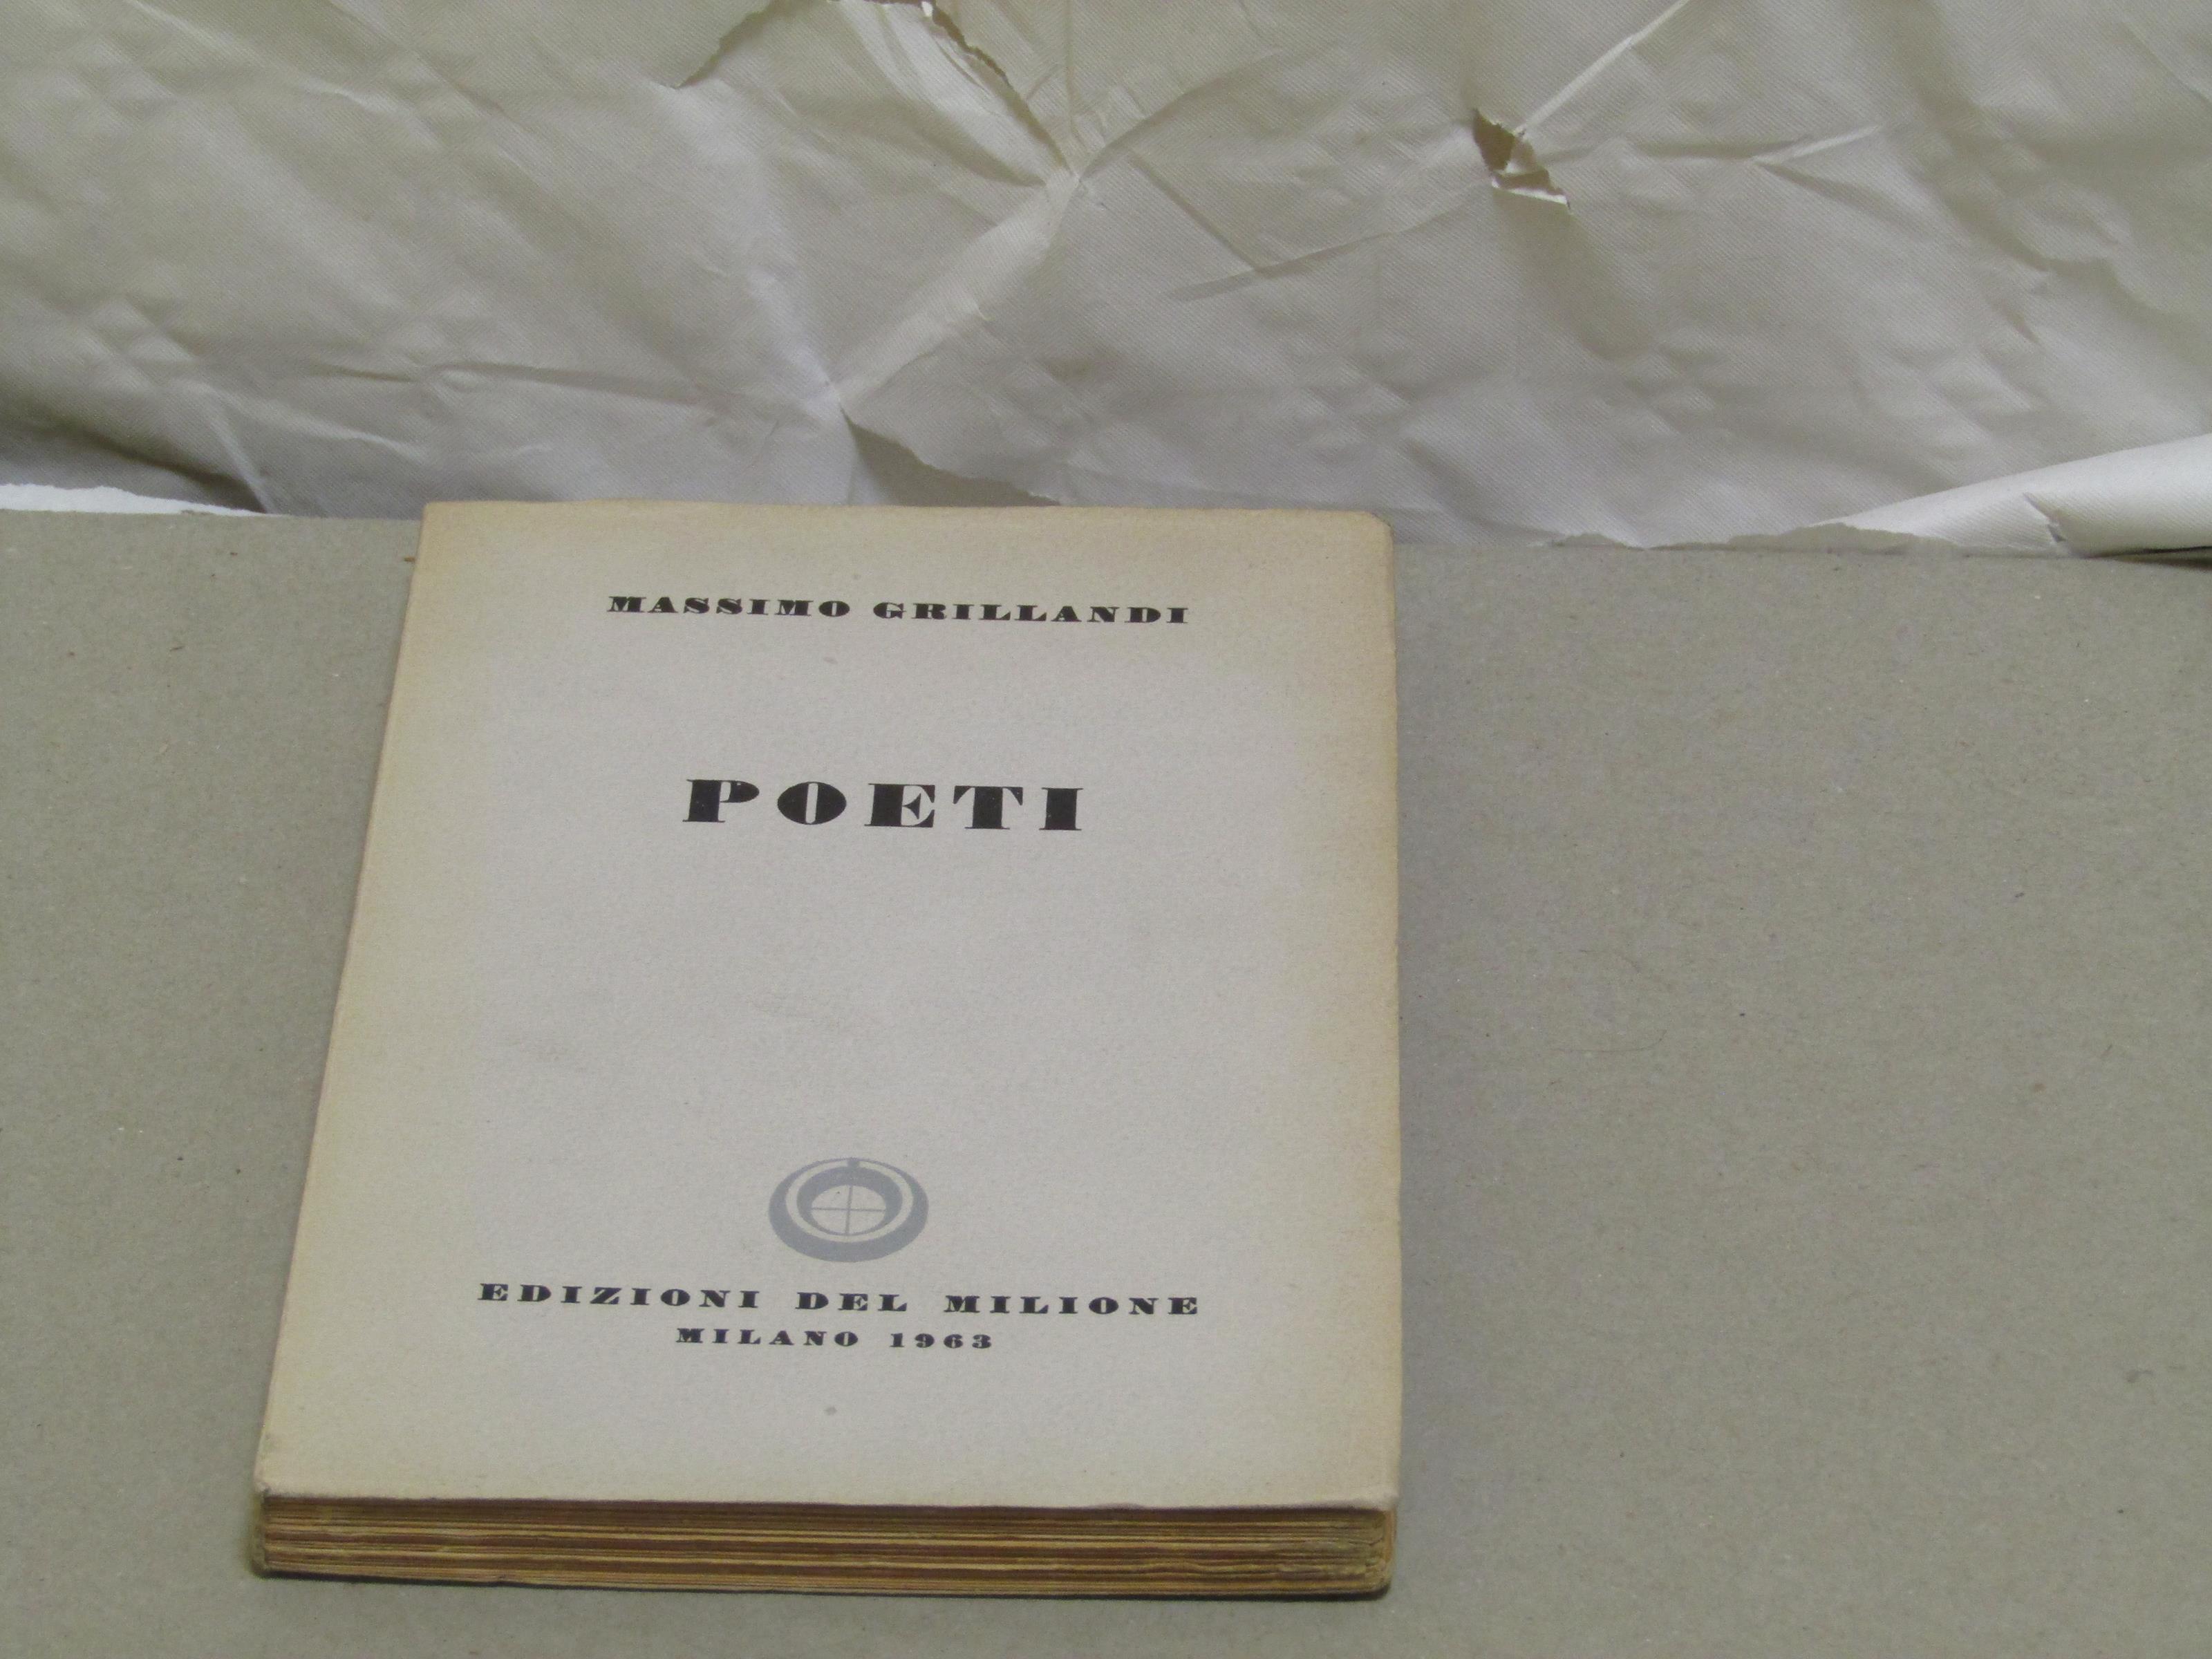 MASSIMO GRILLANDI
POETI
EDIZIONI DEL MILIONE
MILANO 1963